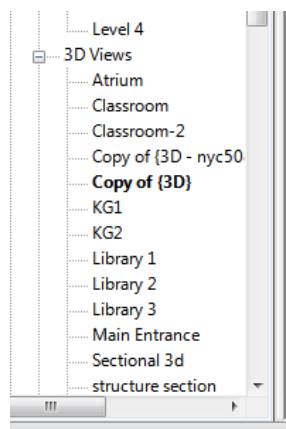 Level 4
3D Views
Atrium
Classroom
Classroom-2
Copy of {3D - nyc50
Copy of {3D}
KG1
KG2
Library 1
Library 2
Library 3
Main Entrance
Sectional 3d
structure section